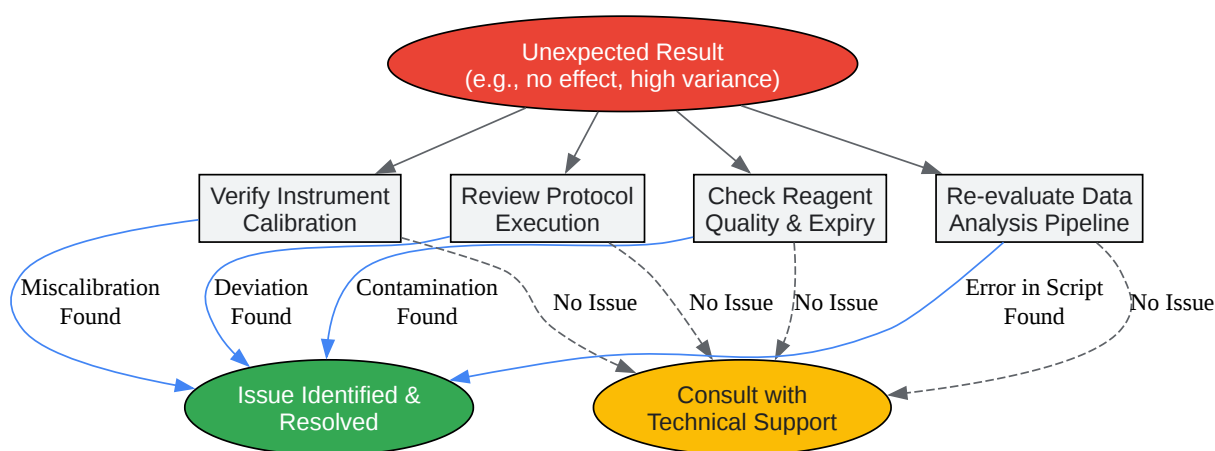 Unexpected Result
(e.g., no effect, high variance)
Verify Instrument
Calibration
Review Protocol
Execution
Check Reagent
Quality & Expiry
Re-evaluate Data
Analysis Pipeline
Miscalibration
Found
Deviation
Found
Contamination
Found
No Issue
No Issue
No Issue
Error in Script
Found
No Issue
Issue Identified &
Resolved
Consult with
Technical Support